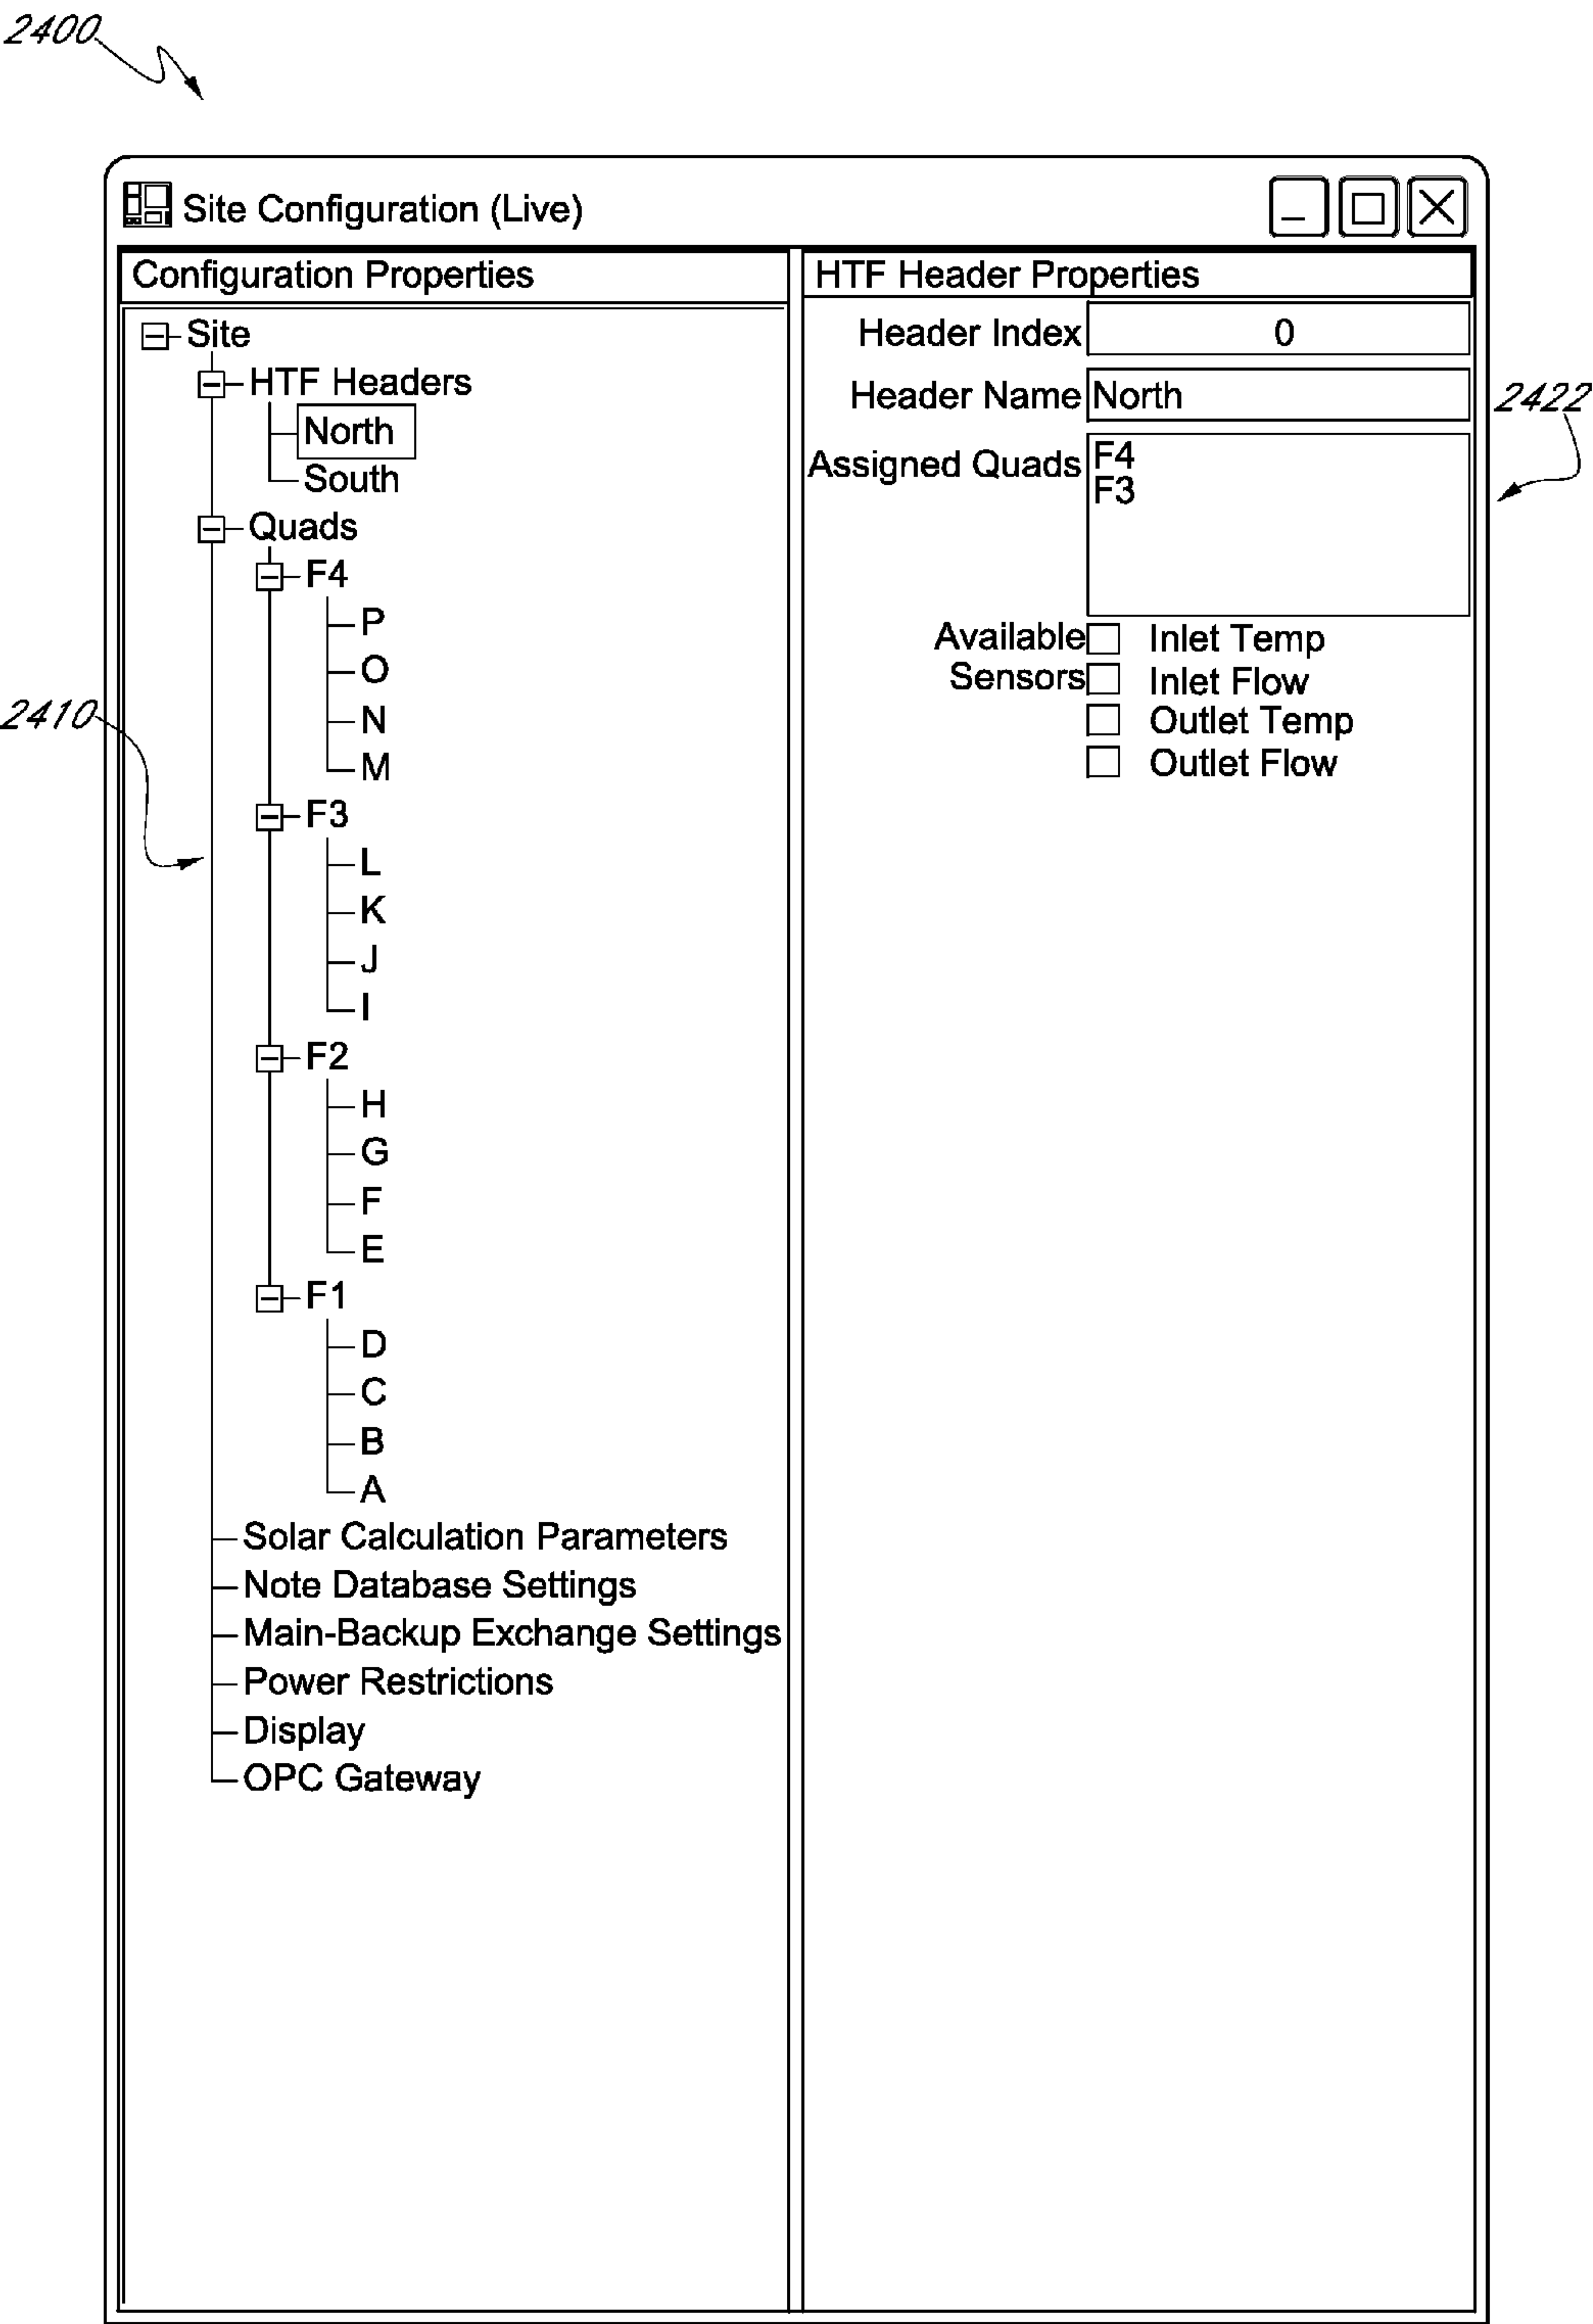 2400
Site Configuration (Live)
Configuration Properties
Site
HTF Headers
North
South
Quads
F4
P
O
N
M
F3
L
K
J
I
F2
H
G
F
E
F1
D
C
B
A
Solar Calculation Parameters
Note Database Settings
Main-Backup Exchange Settings
Power Restrictions
Display
OPC Gateway
2410
HTF Header Properties
Header Index 0
Header Name North
Assigned Quads F4
F3
Available Inlet Temp
Sensors Inlet Flow
Outlet Temp
Outlet Flow
2422